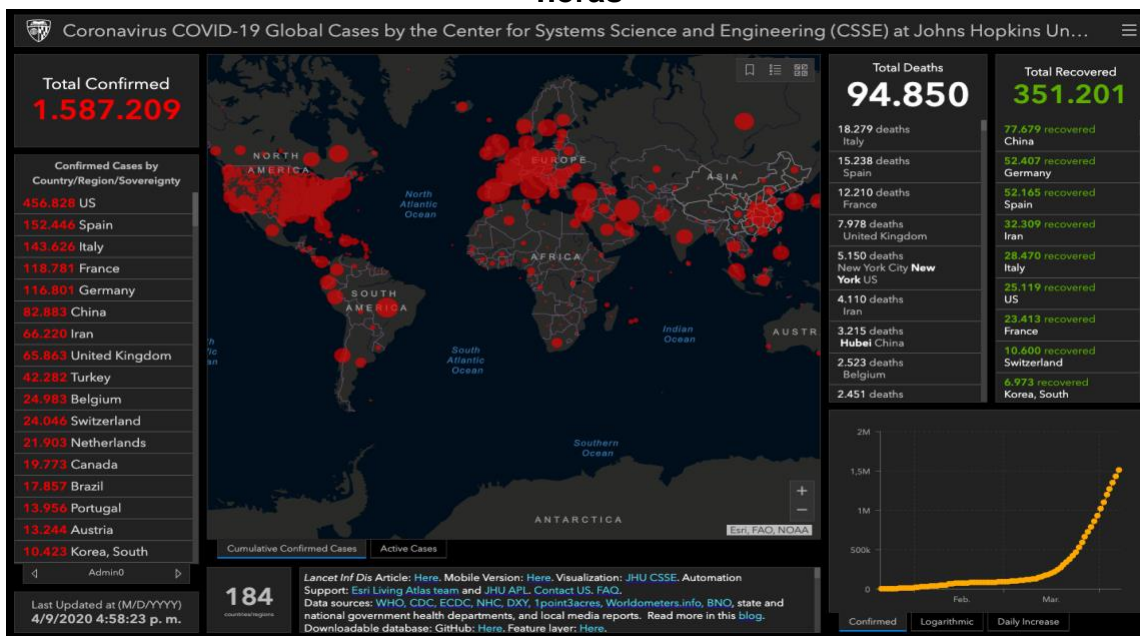 Coronavirus COVID-19 Global Cases by the Center for Systems Science and Engineering (CSSE) at Johns Hopkins Un...
Total Confirmed
1.587.209
Confirmed Cases by
Country/Region/Sovereignty
456.828 US
152.446 Spain
143.626 Italy
118.781 France
116.801 Germany
82.883 China
66.220 Iran
65.863 United Kingdom
42.282 Turkey
24.983 Belgium
24.046 Switzerland
21.903 Netherlands
19.773 Canada
17.857 Brazil
13.956 Portugal
13.244 Austria
10.423 Korea, South
Admin0
Last Updated at (M/D/YYYY)
4/9/2020 4:58:23 p. m.
NORTH
AMERICA
North
Atlantic
Ocean
EUROPE
ASIA
AFRICA
SOUTH
AMERICA
South
Atlantic
Ocean
Indian
Ocean
AUSTR
Southern
Ocean
ANTARCTICA
+
−
Esri, FAO, NOAA
Cumulative Confirmed Cases
Active Cases
184
countries/regions
Lancet Inf Dis Article: Here. Mobile Version: Here. Visualization: JHU CSSE. Automation
Support: Esri Living Atlas team and JHU APL. Contact US. FAQ.
Data sources: WHO, CDC, ECDC, NHC, DXY, 1point3acres, Worldometers.info, BNO, state and
national government health departments, and local media reports. Read more in this blog.
Downloadable database: GitHub: Here. Feature layer: Here.
Total Deaths
94.850
18.279 deaths
Italy
15.238 deaths
Spain
12.210 deaths
France
7.978 deaths
United Kingdom
5.150 deaths
New York City New
York US
4.110 deaths
Iran
3.215 deaths
Hubei China
2.523 deaths
Belgium
2.451 deaths
Total Recovered
351.201
77.679 recovered
China
52.407 recovered
Germany
52.165 recovered
Spain
32.309 recovered
Iran
28.470 recovered
Italy
25.119 recovered
US
23.413 recovered
France
10.600 recovered
Switzerland
6.973 recovered
Korea, South
2M
1,5M
1M
500k
0
Feb.
Mar.
Confirmed
Logarithmic
Daily Increase